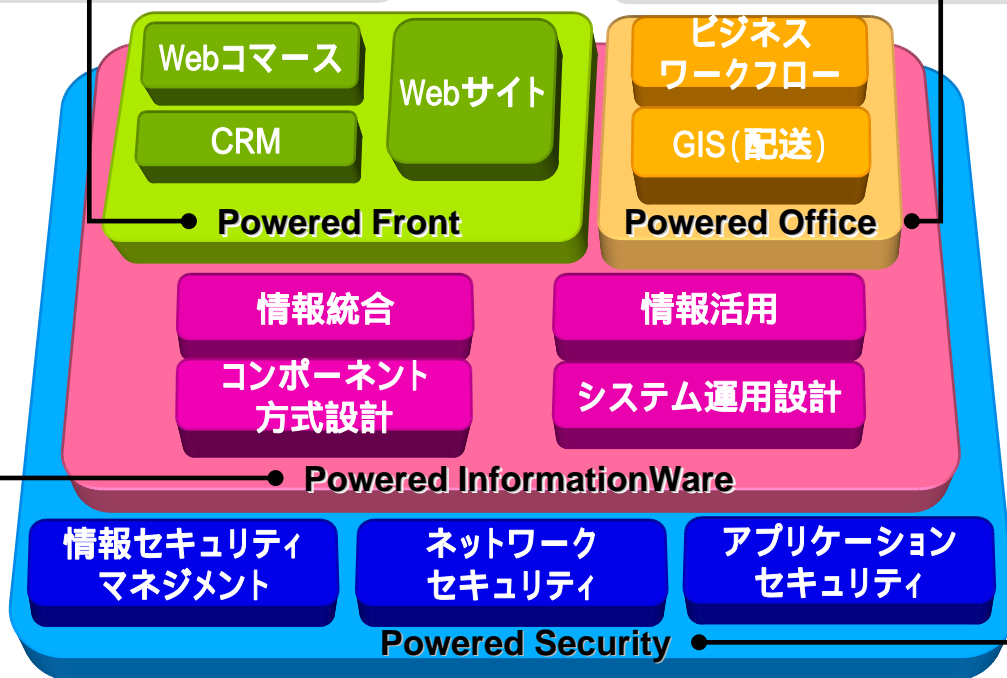 Webコマース
Webサイト
CRM
Powered Front
ビジネス
ワークフロー
GIS(配送)
Powered Office
情報統合
情報活用
コンポーネント
方式設計
システム運用設計
Powered InformationWare
情報セキュリティ
マネジメント
ネットワーク
セキュリティ
アプリケーション
セキュリティ
Powered Security